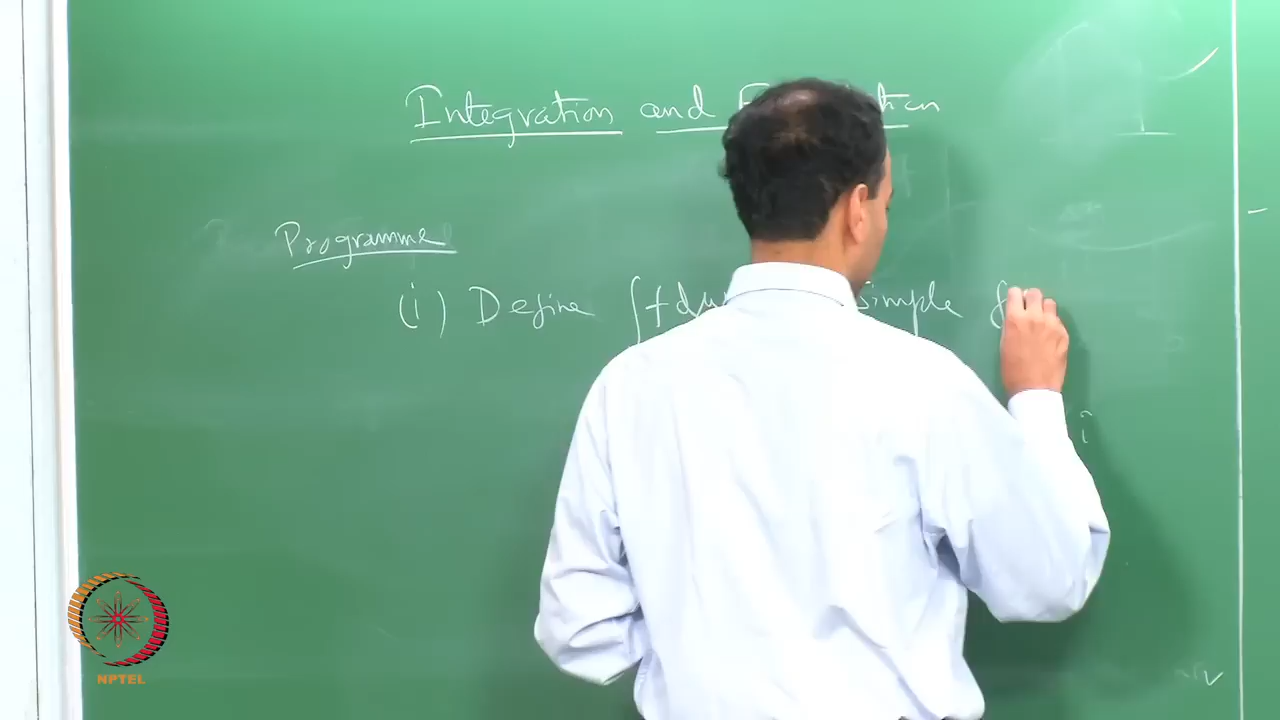 Integration and
Programme
(i) Define ∫ f dμ simple
NPTEL